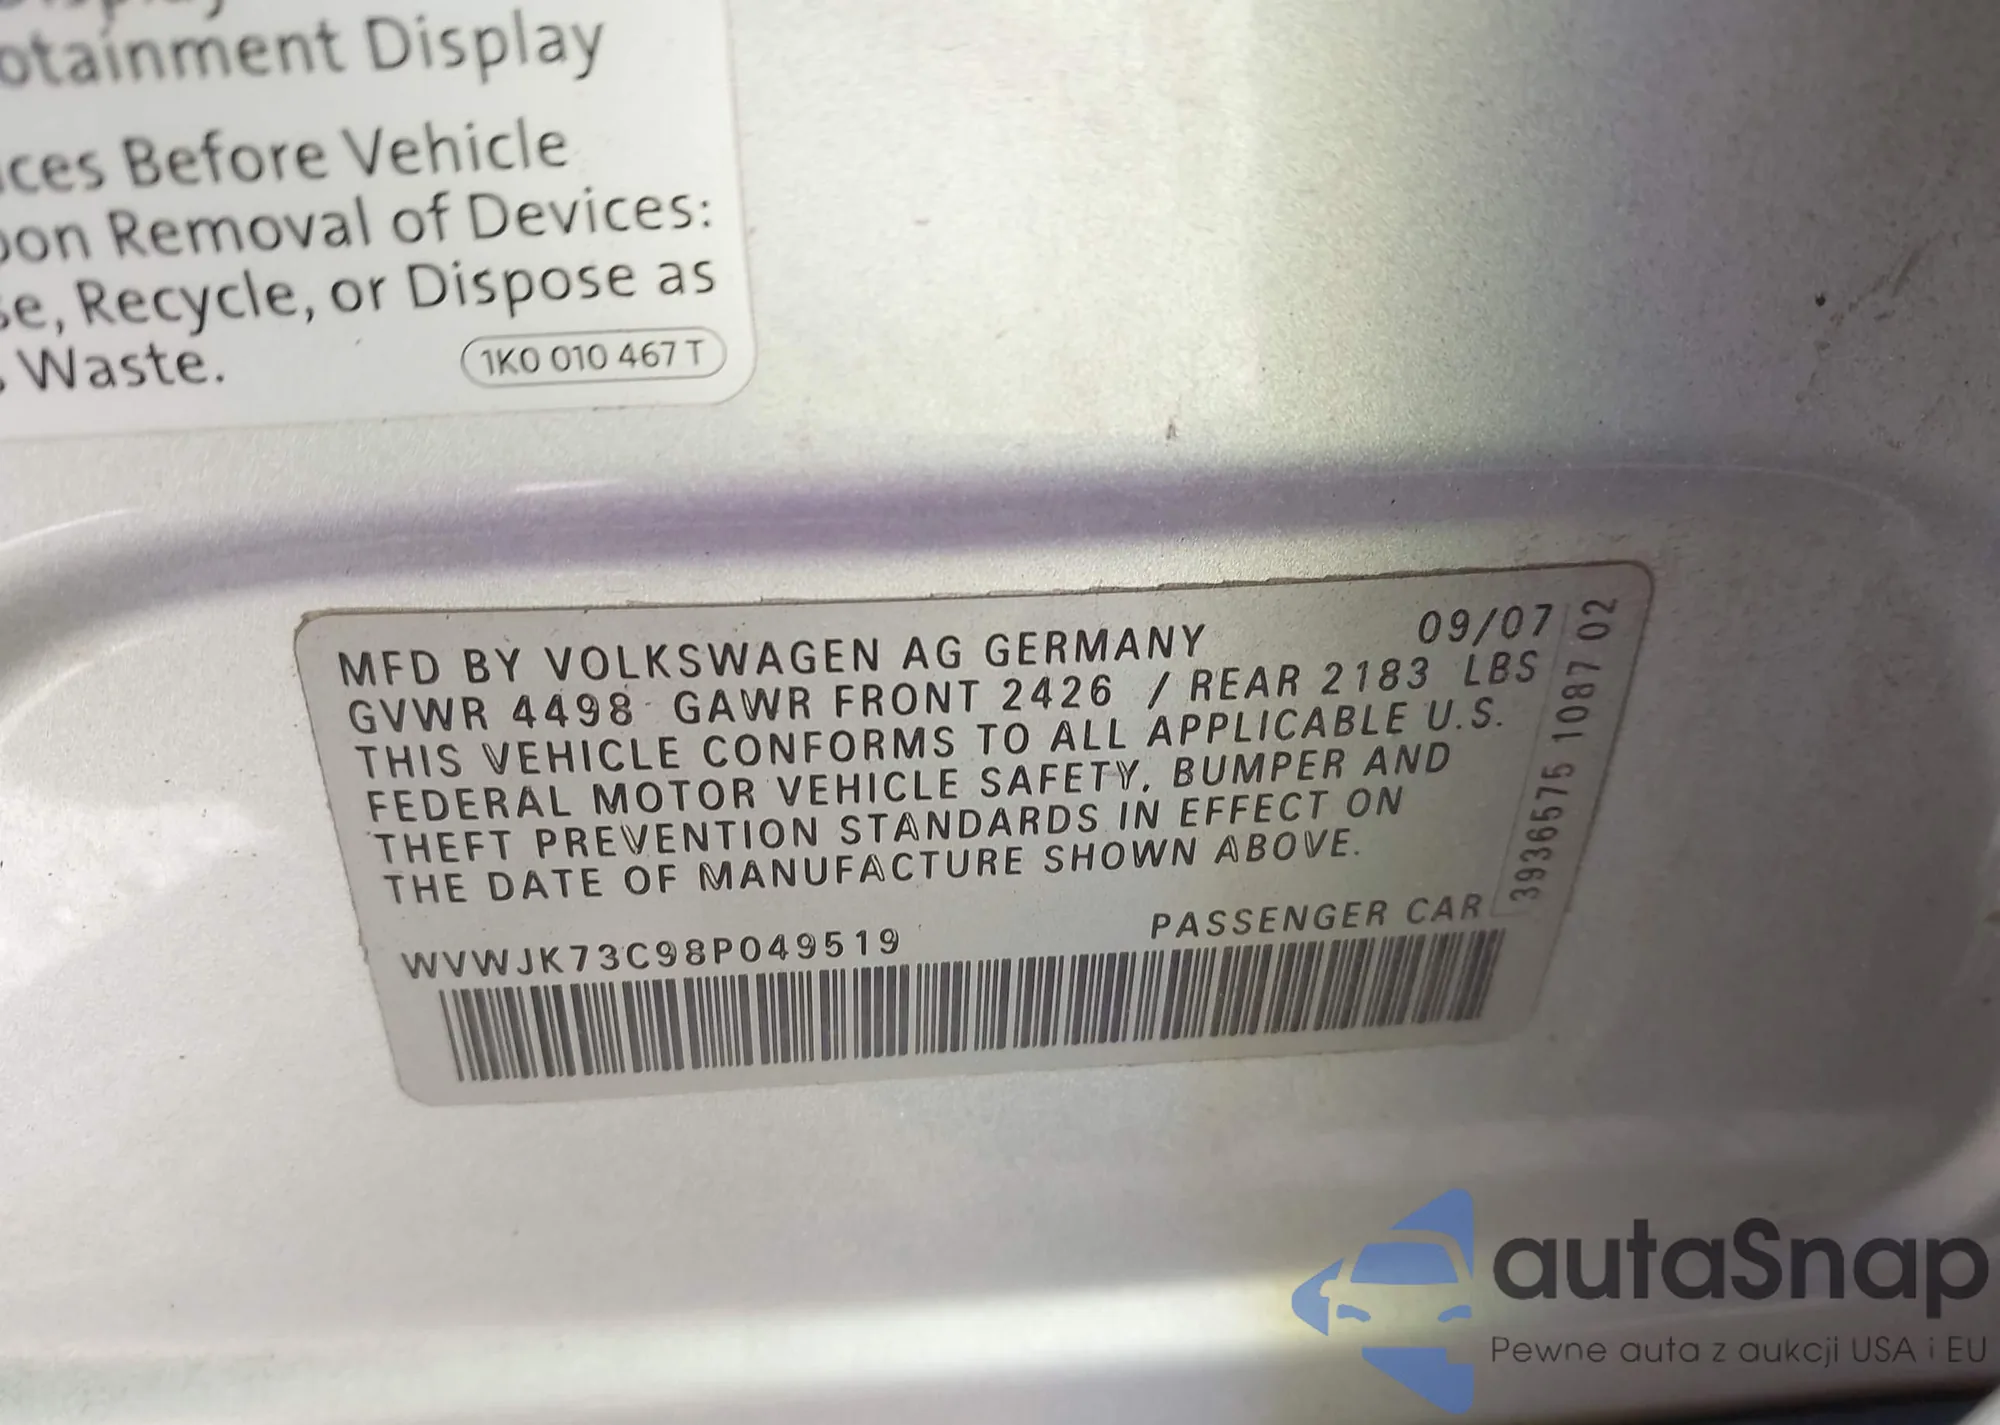 otainment Display
ces Before Vehicle
on Removal of Devices:
se, Recycle, or Dispose as
Waste.
1K0 010 467 T
MFD BY VOLKSWAGEN AG GERMANY 09/07
GVWR 4498 GAWR FRONT 2426 / REAR 2183 LBS
THIS VEHICLE CONFORMS TO ALL APPLICABLE U.S.
FEDERAL MOTOR VEHICLE SAFETY, BUMPER AND
THEFT PREVENTION STANDARDS IN EFFECT ON
THE DATE OF MANUFACTURE SHOWN ABOVE.
WVWJK73C98P049519 PASSENGER CAR
3936575 1087 02
autaSnap
Pewne auta z aukcji USA i EU